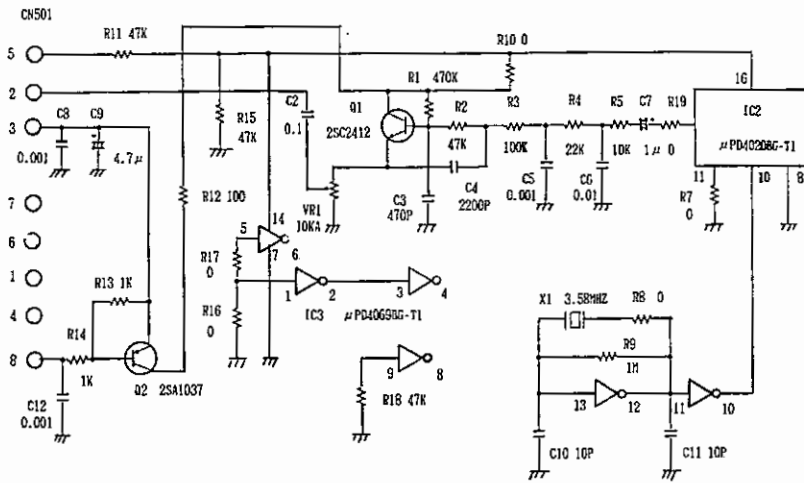 CN501
5
R11 47K
R10 0
2
C2
0.1
R1 470K
16
3
C8
C9
0.001
4.7μ
R15
47K
Q1
2SC2412
R2
47K
R3
100K
R4
22K
R5
10K
C7
1μ
R19
0
IC2
μPD4020BG-T1
11
10
8
R7
0
R12 100
VR1
10KA
C3
470P
C4
2200P
C5
0.001
C6
0.01
7
6
1
4
8
5
14
7
6
R17
0
R16
0
1
2
3
4
IC3
μPD4069BG-T1
R13 1K
R14
1K
Q2
2SA1037
C12
0.001
9
8
R18 47K
X1
3.58MHZ
R8 0
R9
1M
13
12
11
10
C10 10P
C11 10P